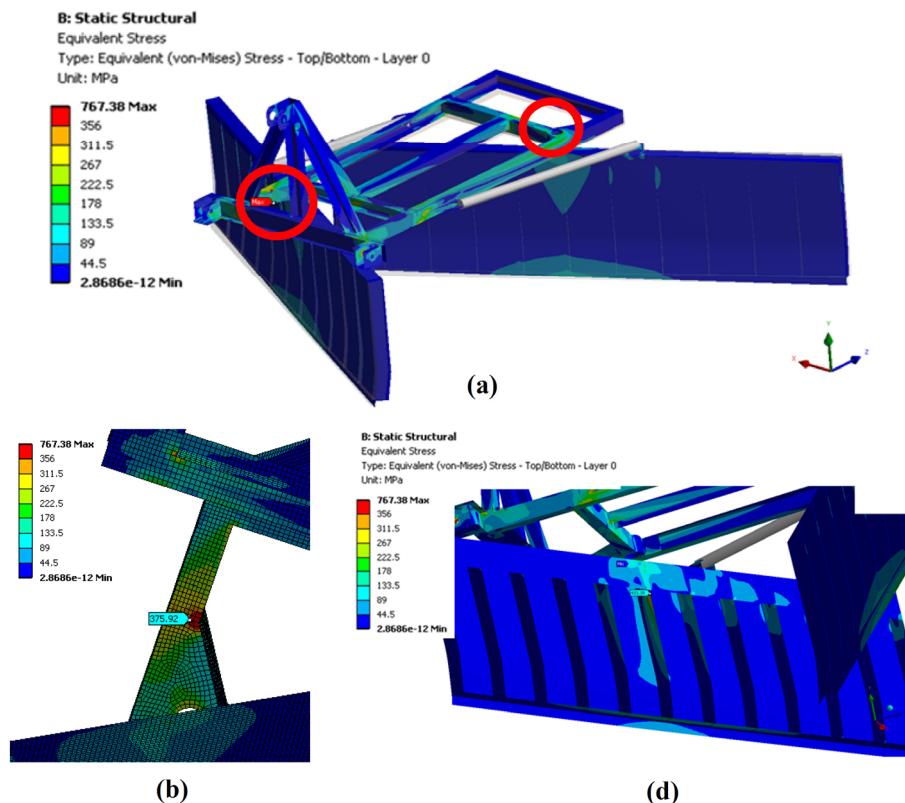 B: Static Structural
Equivalent Stress
Type: Equivalent (von-Mises) Stress - Top/Bottom - Layer 0
Unit: MPa
767.38 Max
356
311.5
267
222.5
178
133.5
89
44.5
2.8686e-12 Min
Max
X
Y
Z
(a)
767.38 Max
356
311.5
267
222.5
178
133.5
89
44.5
2.8686e-12 Min
375.92
(b)
B: Static Structural
Equivalent Stress
Type: Equivalent (von-Mises) Stress - Top/Bottom - Layer 0
Unit: MPa
767.38 Max
356
311.5
267
222.5
178
133.5
89
44.5
2.8686e-12 Min
Min
(d)